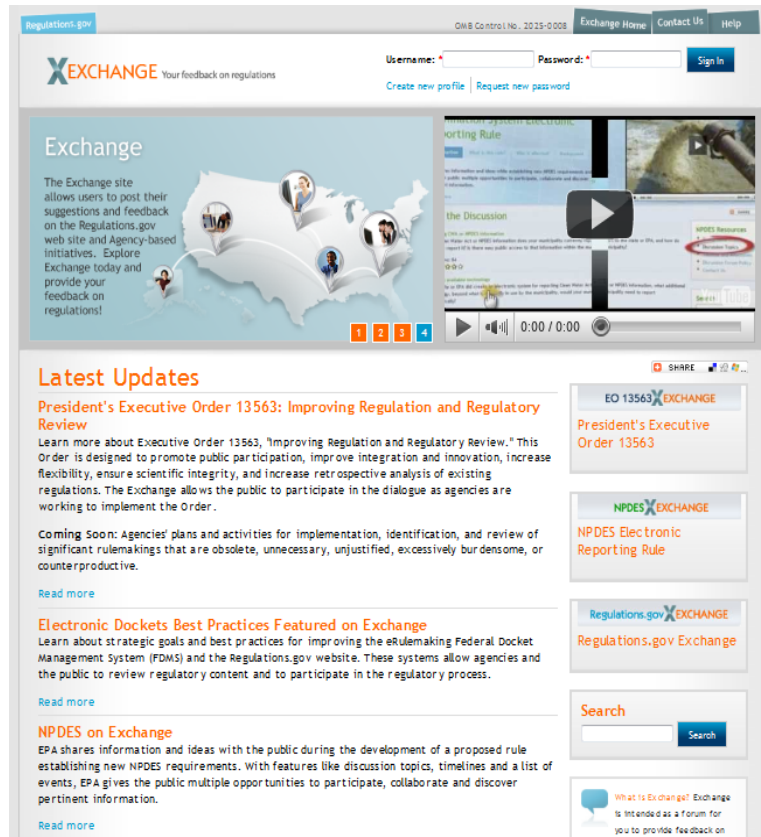 Regulations.gov
OMB Control No. 2025-0008
Exchange Home
Contact Us
Help
EXCHANGE Your feedback on regulations
Username: *
Password: *
Sign In
Create new profile | Request new password
Exchange
The Exchange site
allows users to post their
suggestions and feedback
on the Regulations.gov
web site and Agency-based
initiatives. Explore
Exchange today and
provide your
feedback on
regulations!
1 2 3 4
orting Rule
the Discussion
NPDES Resources
0:00 / 0:00
SHARE
Latest Updates
President's Executive Order 13563: Improving Regulation and Regulatory
Review
Learn more about Executive Order 13563, "Improving Regulation and Regulatory Review." This
Order is designed to promote public participation, improve integration and innovation, increase
flexibility, ensure scientific integrity, and increase retrospective analysis of existing
regulations. The Exchange allows the public to participate in the dialogue as agencies are
working to implement the Order.
Coming Soon: Agencies' plans and activities for implementation, identification, and review of
significant rulemakings that are obsolete, unnecessary, unjustified, excessively burdensome, or
counterproductive.
Read more
Electronic Dockets Best Practices Featured on Exchange
Learn about strategic goals and best practices for improving the eRulemaking Federal Docket
Management System (FDMS) and the Regulations.gov website. These systems allow agencies and
the public to review regulatory content and to participate in the regulatory process.
Read more
NPDES on Exchange
EPA shares information and ideas with the public during the development of a proposed rule
establishing new NPDES requirements. With features like discussion topics, timelines and a list of
events, EPA gives the public multiple opportunities to participate, collaborate and discover
pertinent information.
Read more
EO 13563 EXCHANGE
President's Executive
Order 13563
NPDES EXCHANGE
NPDES Electronic
Reporting Rule
Regulations.gov EXCHANGE
Regulations.gov Exchange
Search
Search
What is Exchange? Exchange
is intended as a forum for
you to provide feedback on